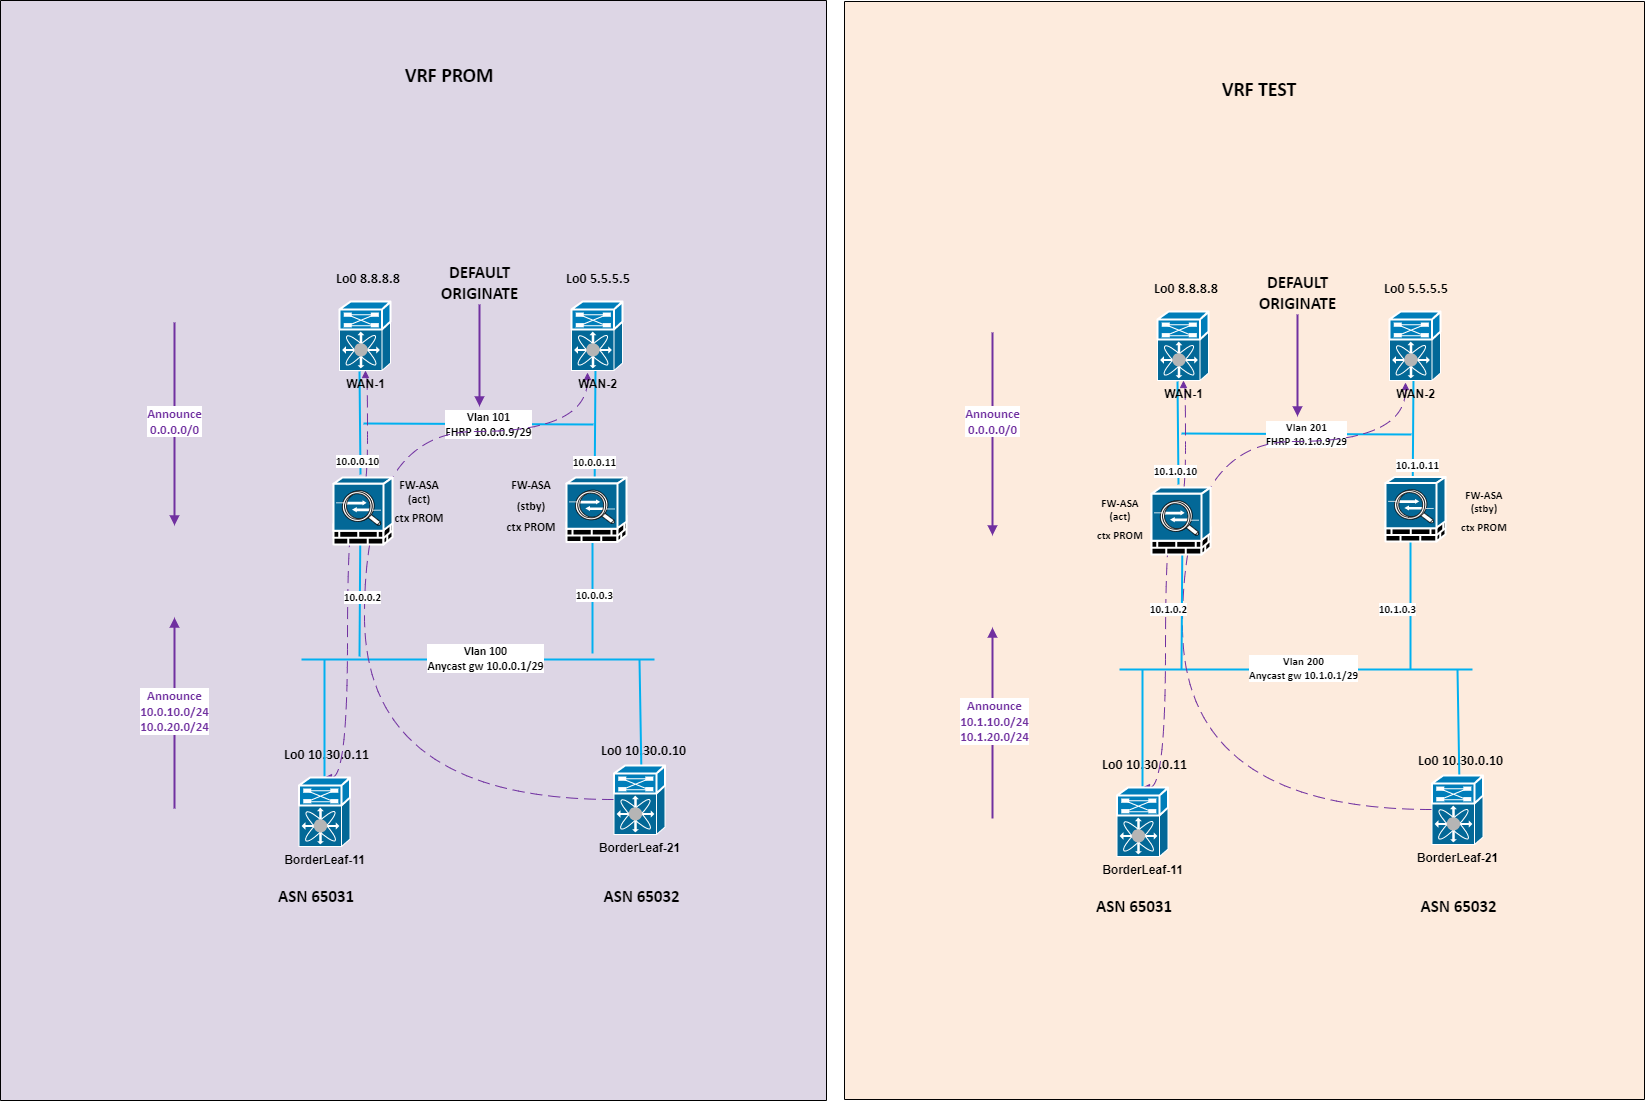 VRF PROM
Lo0 8.8.8.8
DEFAULT
ORIGINATE
Lo0 5.5.5.5
WAN-1
WAN-2
Announce
0.0.0.0/0
Vlan 101
FHRP 10.0.0.9/29
10.0.0.10
10.0.0.11
FW-ASA
(act)
ctx PROM
FW-ASA
(stby)
ctx PROM
10.0.0.2
10.0.0.3
Vlan 100
Anycast gw 10.0.0.1/29
Announce
10.0.10.0/24
10.0.20.0/24
Lo0 10.30.0.11
Lo0 10.30.0.10
BorderLeaf-11
BorderLeaf-21
ASN 65031
ASN 65032
VRF TEST
Lo0 8.8.8.8
DEFAULT
ORIGINATE
Lo0 5.5.5.5
WAN-1
WAN-2
Announce
0.0.0.0/0
Vlan 201
FHRP 10.1.0.9/29
10.1.0.10
10.1.0.11
FW-ASA
(act)
ctx PROM
FW-ASA
(stby)
ctx PROM
10.1.0.2
10.1.0.3
Vlan 200
Anycast gw 10.1.0.1/29
Announce
10.1.10.0/24
10.1.20.0/24
Lo0 10.30.0.11
Lo0 10.30.0.10
BorderLeaf-11
BorderLeaf-21
ASN 65031
ASN 65032